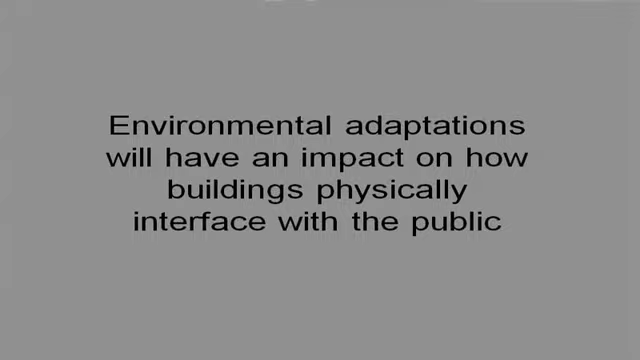 Environmental adaptations
will have an impact on how
buildings physically
interface with the public